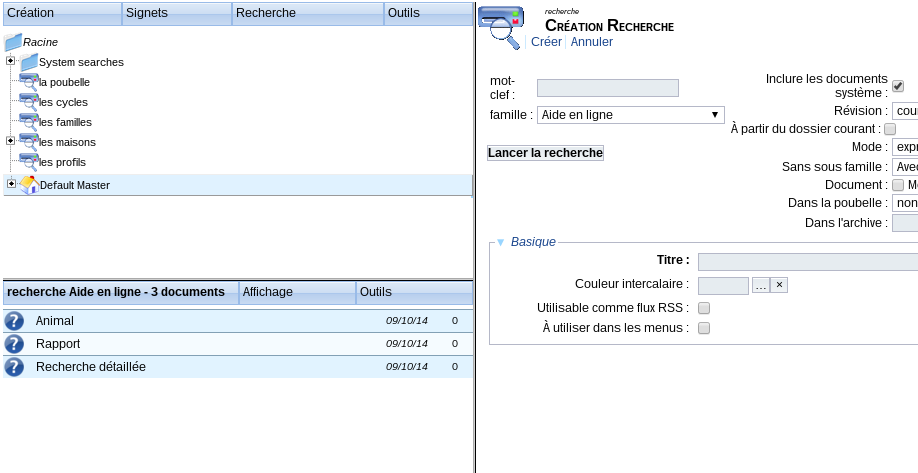 Création Signets Recherche Outils
Racine
System searches
la poubelle
les cycles
les familles
les maisons
les profils
Default Master
recherche Aide en ligne - 3 documents Affichage Outils
Animal 09/10/14 0
Rapport 09/10/14 0
Recherche détaillée 09/10/14 0
recherche
Création Recherche
Créer Annuler
mot-
clef :
famille : Aide en ligne
Lancer la recherche
Inclure les documents
système :
Révision : cou
À partir du dossier courant :
Mode : expr
Sans sous famille : Avec
Document : Mo
Dans la poubelle : non
Dans l'archive :
Basique
Titre :
Couleur intercalaire : ... ×
Utilisable comme flux RSS :
À utiliser dans les menus :